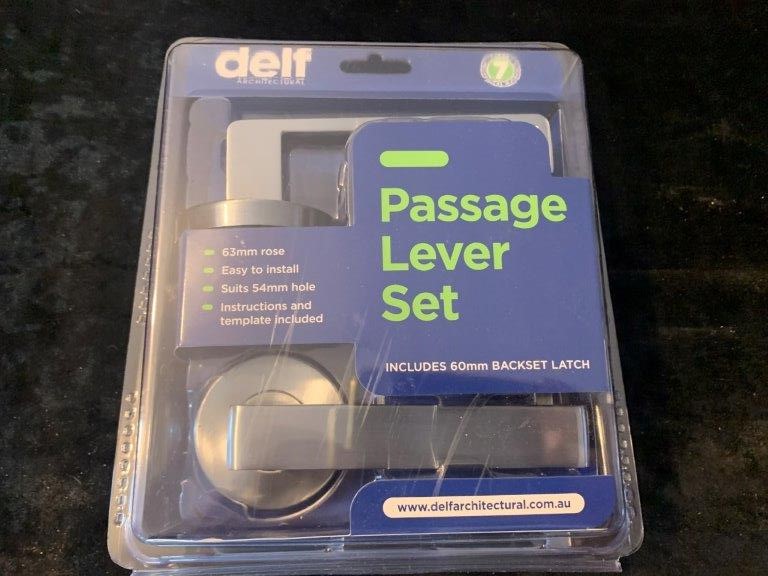 delf
ARCHITECTURAL
7
Passage
Lever
Set
63mm rose
Easy to install
Suits 54mm hole
Instructions and
template included
INCLUDES 60mm BACKSET LATCH
www.delfarchitectural.com.au